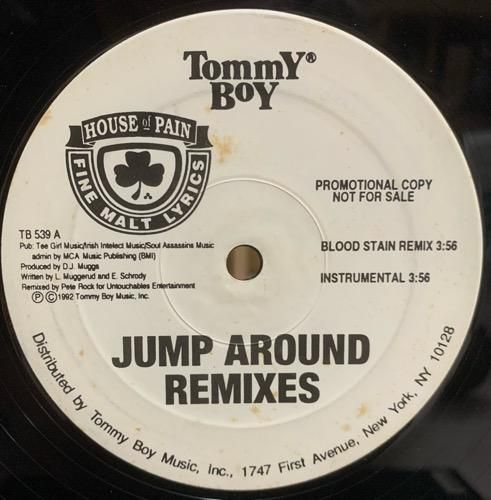 TommY® BoY
HOUSE of PAIN
FINE MALT LYRICS
PROMOTIONAL COPY
NOT FOR SALE
TB 539 A
Pub: Tee Girl Music/Irish Intelect Music/Soul Assassins Music
admin by MCA Music Publishing (BMI)
Produced by D.J. Muggs
Written by L. Muggerud and E. Schrody
Remixed by Pete Rock for Untouchables Entertainment
Ⓟ Ⓒ 1992 Tommy Boy Music, Inc.
BLOOD STAIN REMIX 3:56
INSTRUMENTAL 3:56
JUMP AROUND
REMIXES
Distributed by Tommy Boy Music, Inc., 1747 First Avenue, New York, NY 10128